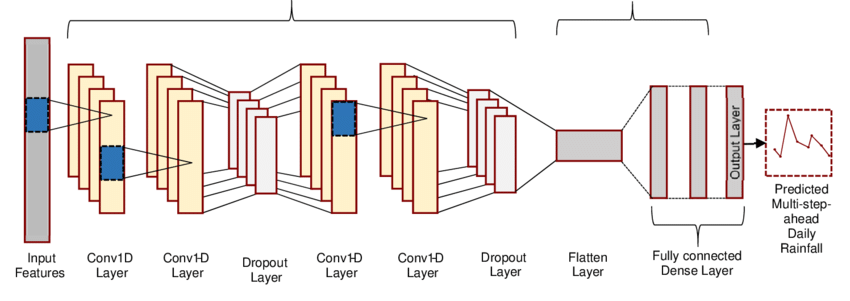 Input
Features
Conv1D
Layer
Conv1-D
Layer
Dropout
Layer
Conv1-D
Layer
Conv1-D
Layer
Dropout
Layer
Flatten
Layer
Fully connected
Dense Layer
Output Layer
Predicted
Multi-step-
ahead
Daily
Rainfall